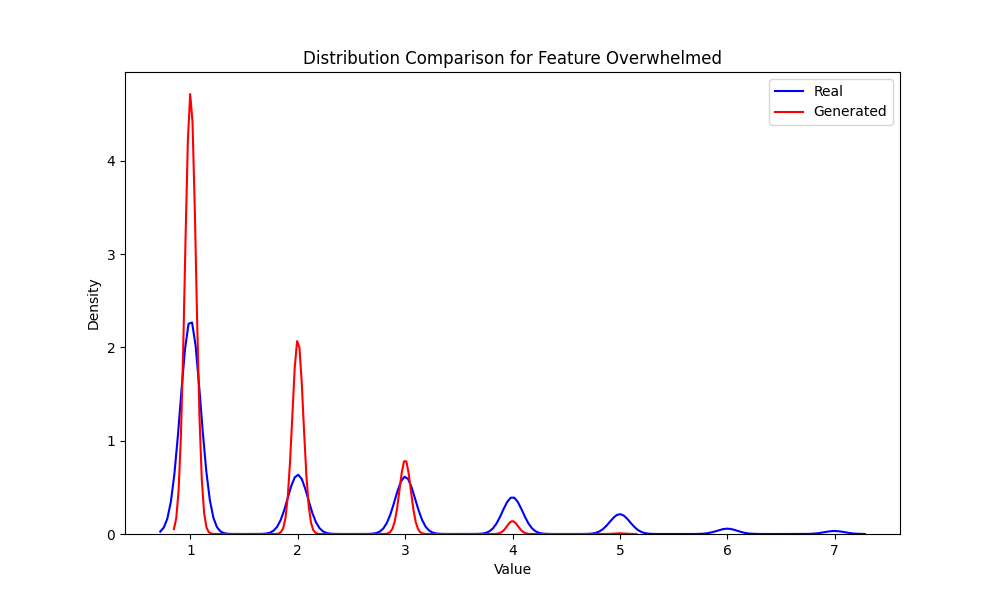 Distribution Comparison for Feature Overwhelmed
Real
Generated
Density
4
3
2
1
0
1 2 3 4 5 6 7
Value